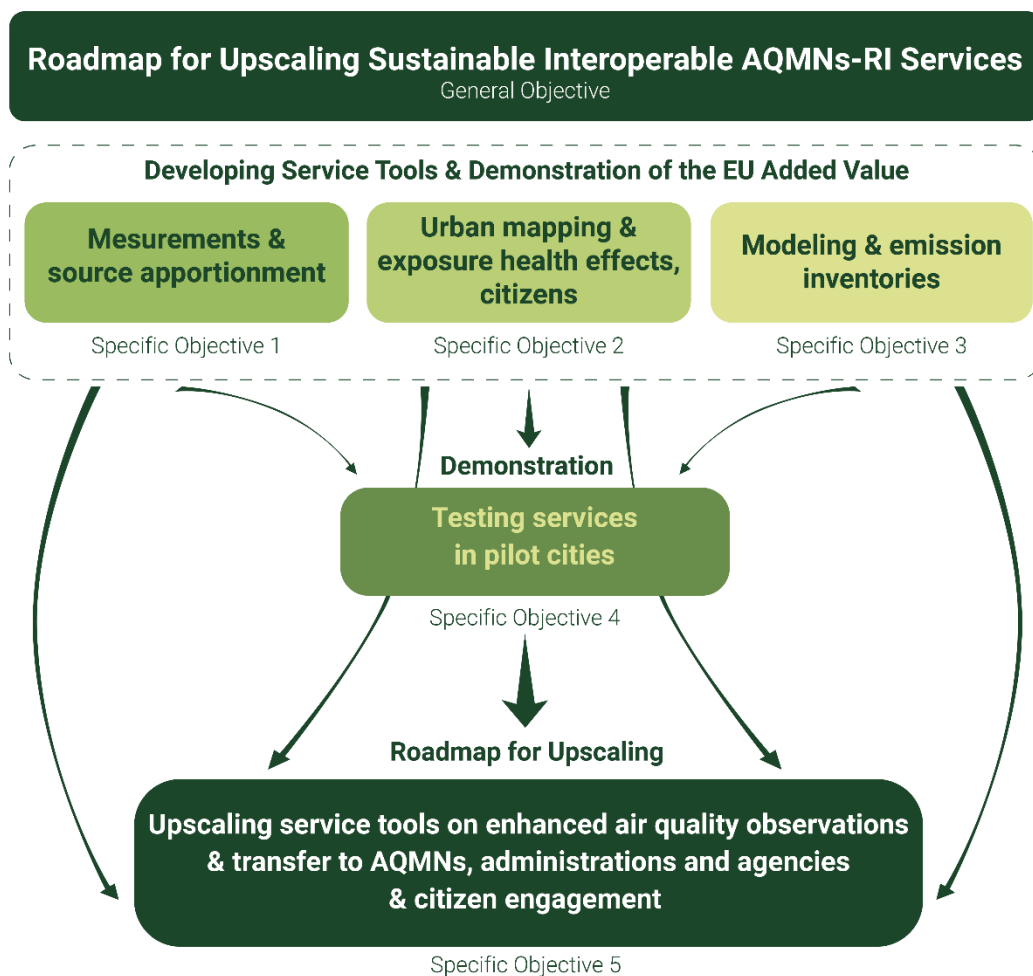 Roadmap for Upscaling Sustainable Interoperable AQMNs-RI Services
General Objective
Developing Service Tools & Demonstration of the EU Added Value
Mesurements &
source apportionment
Specific Objective 1
Urban mapping &
exposure health effects,
citizens
Specific Objective 2
Modeling & emission
inventories
Specific Objective 3
Demonstration
Testing services
in pilot cities
Specific Objective 4
Roadmap for Upscaling
Upscaling service tools on enhanced air quality observations
& transfer to AQMNs, administrations and agencies
& citizen engagement
Specific Objective 5